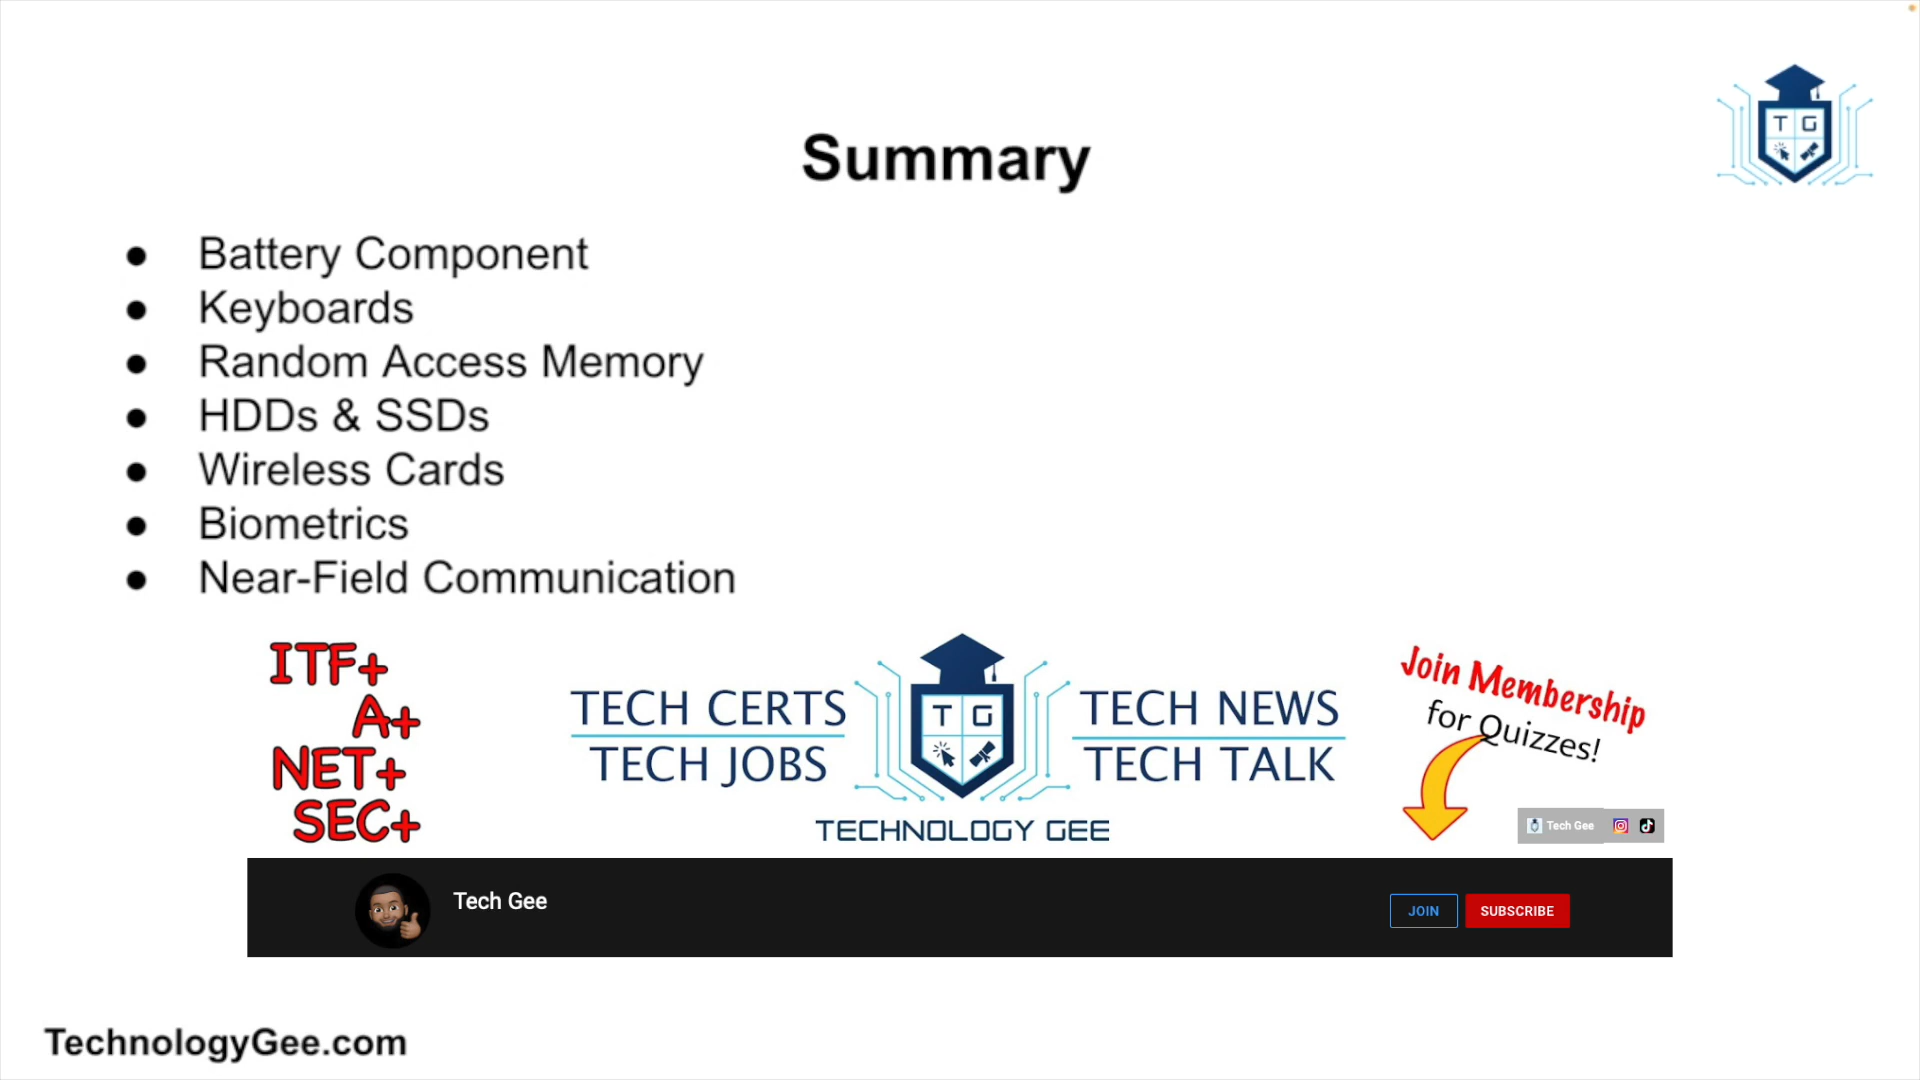 T G
Summary
● Battery Component
● Keyboards
● Random Access Memory
● HDDs & SSDs
● Wireless Cards
● Biometrics
● Near-Field Communication
ITF+
A+
NET+
SEC+
TECH CERTS
TECH JOBS
T G
TECH NEWS
TECH TALK
TECHNOLOGY GEE
Join Membership
for Quizzes!
Tech Gee
Tech Gee
JOIN
SUBSCRIBE
TechnologyGee.com